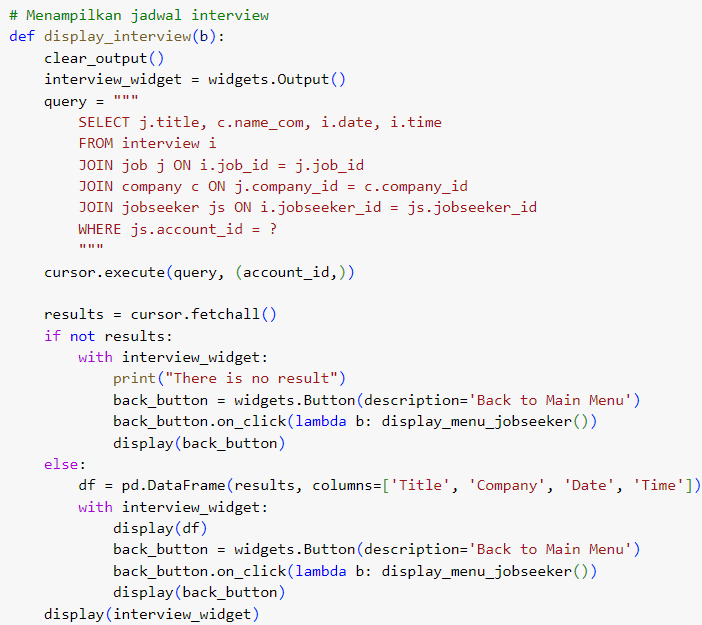 # Menampilkan jadwal interview
def display_interview(b):
    clear_output()
    interview_widget = widgets.Output()
    query = """
        SELECT j.title, c.name_com, i.date, i.time
        FROM interview i
        JOIN job j ON i.job_id = j.job_id
        JOIN company c ON j.company_id = c.company_id
        JOIN jobseeker js ON i.jobseeker_id = js.jobseeker_id
        WHERE js.account_id = ?
        """
    cursor.execute(query, (account_id,))

    results = cursor.fetchall()
    if not results:
        with interview_widget:
            print("There is no result")
            back_button = widgets.Button(description='Back to Main Menu')
            back_button.on_click(lambda b: display_menu_jobseeker())
            display(back_button)
    else:
        df = pd.DataFrame(results, columns=['Title', 'Company', 'Date', 'Time'])
        with interview_widget:
            display(df)
            back_button = widgets.Button(description='Back to Main Menu')
            back_button.on_click(lambda b: display_menu_jobseeker())
            display(back_button)
    display(interview_widget)